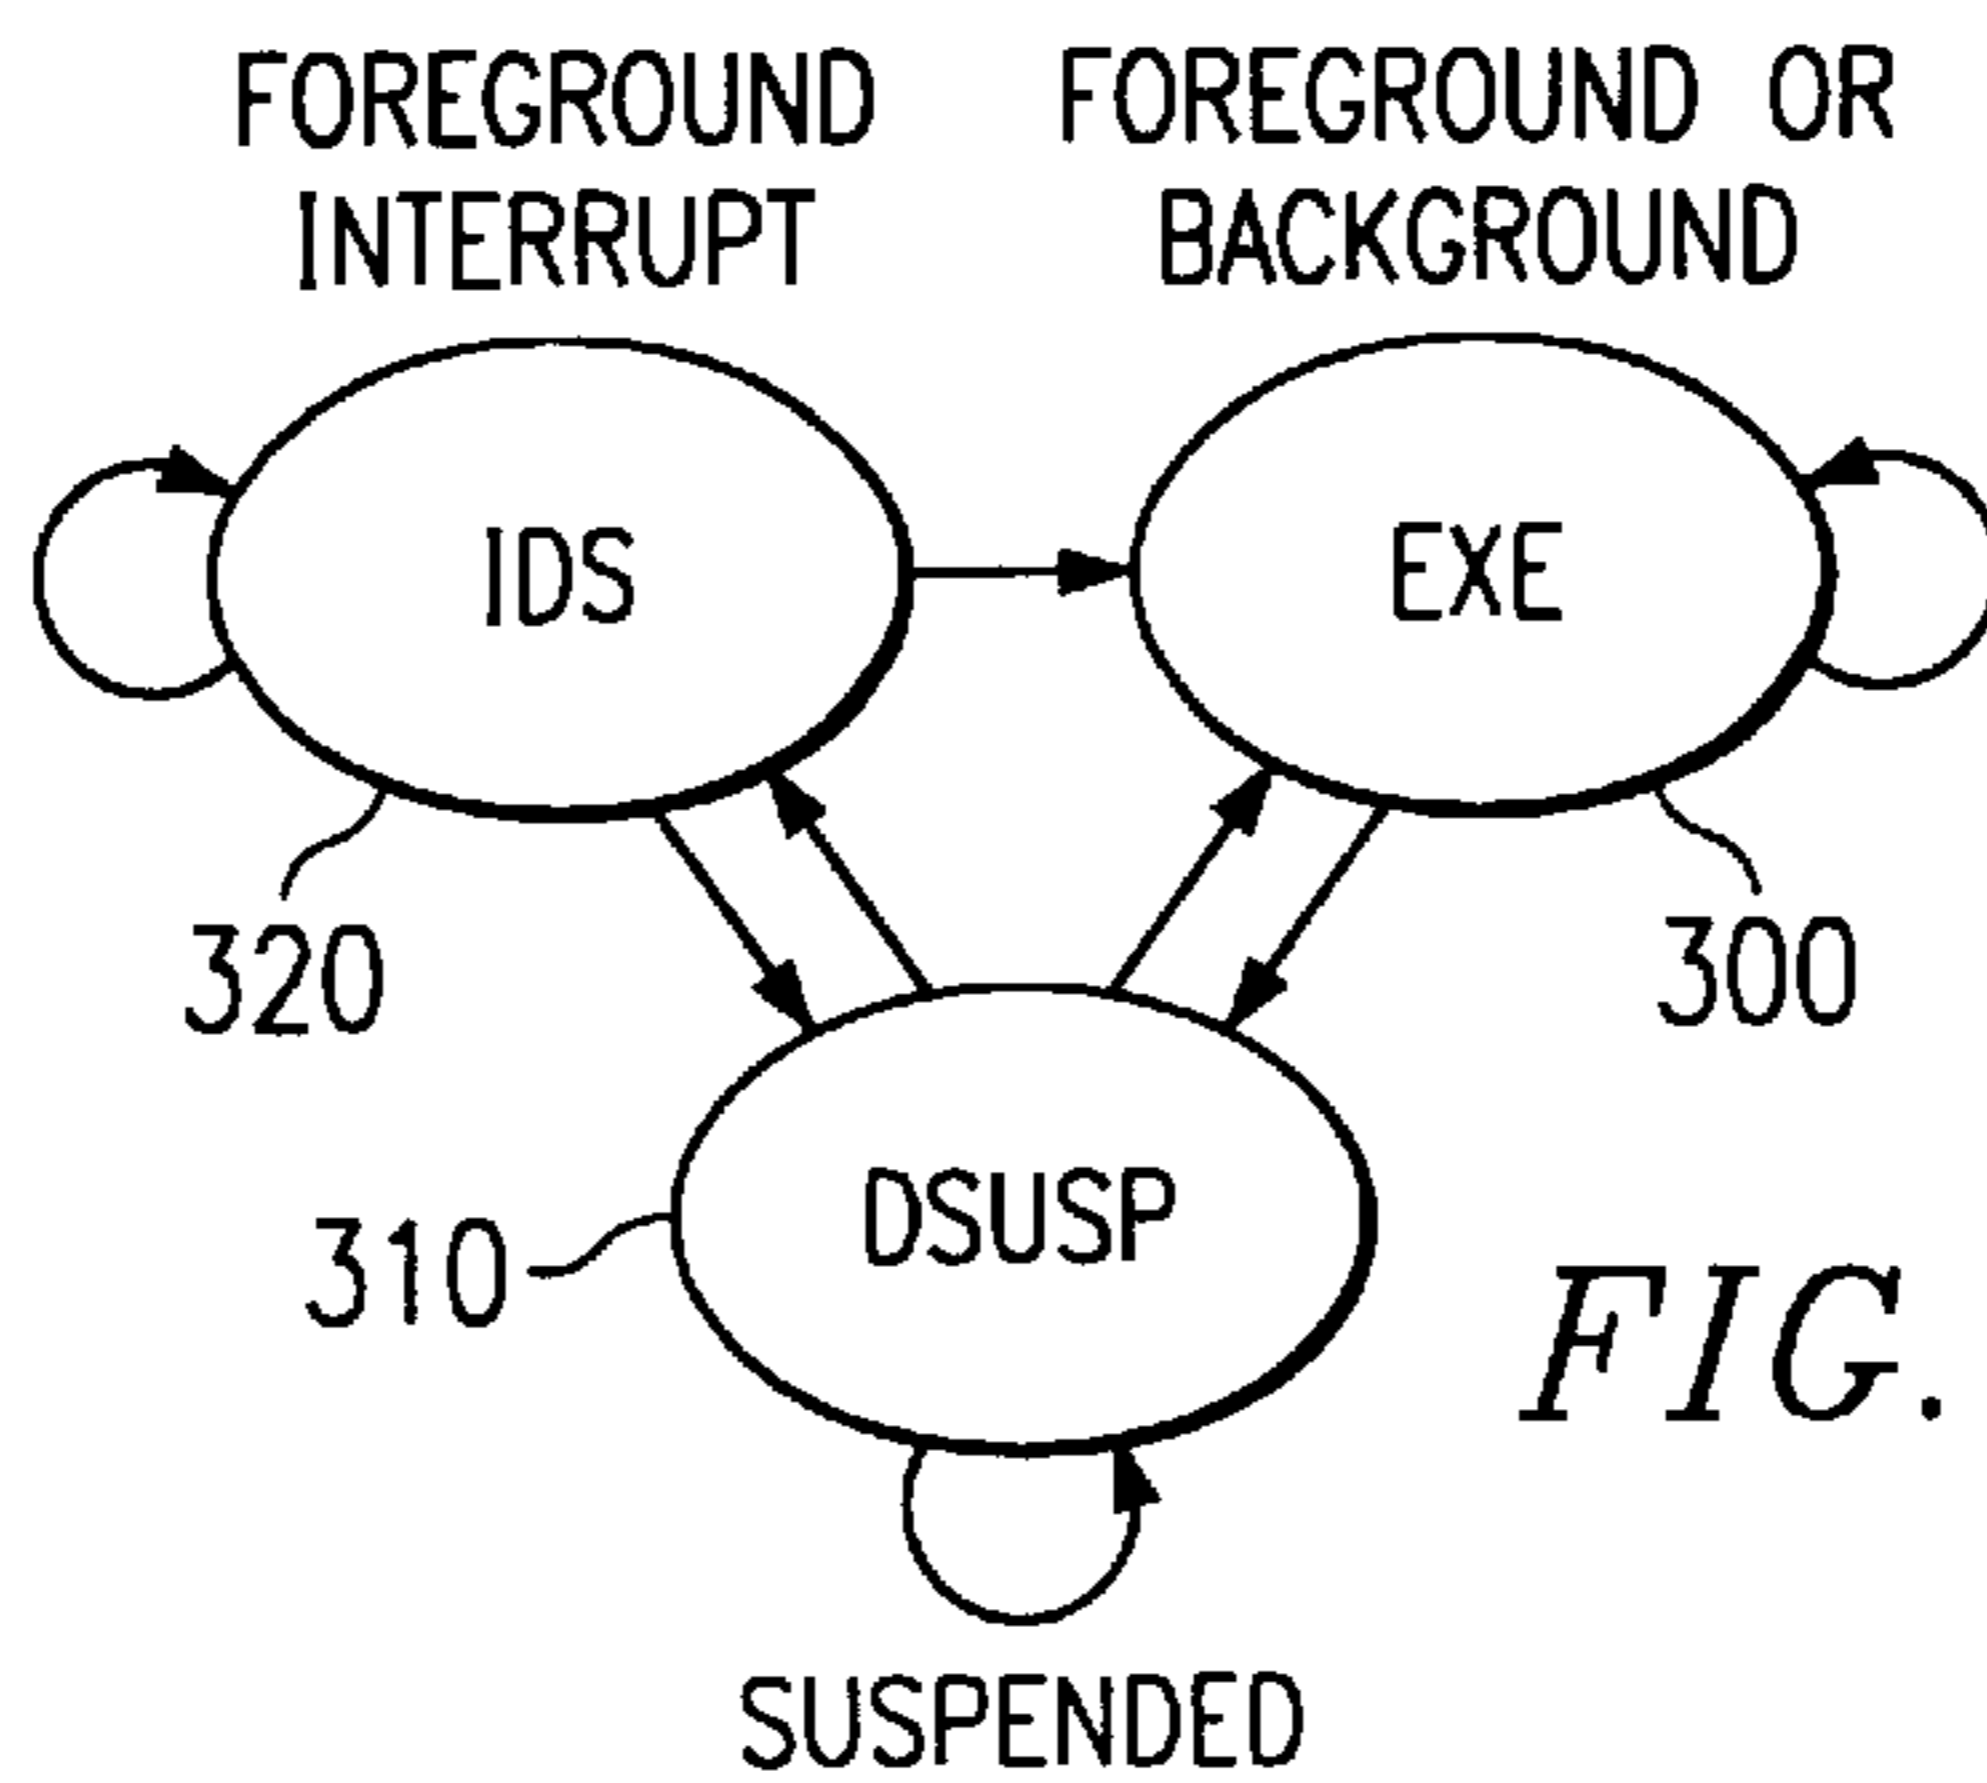 FOREGROUND
INTERRUPT
FOREGROUND OR
BACKGROUND
IDS
EXE
320
300
DSUSP
310
FIG.
SUSPENDED